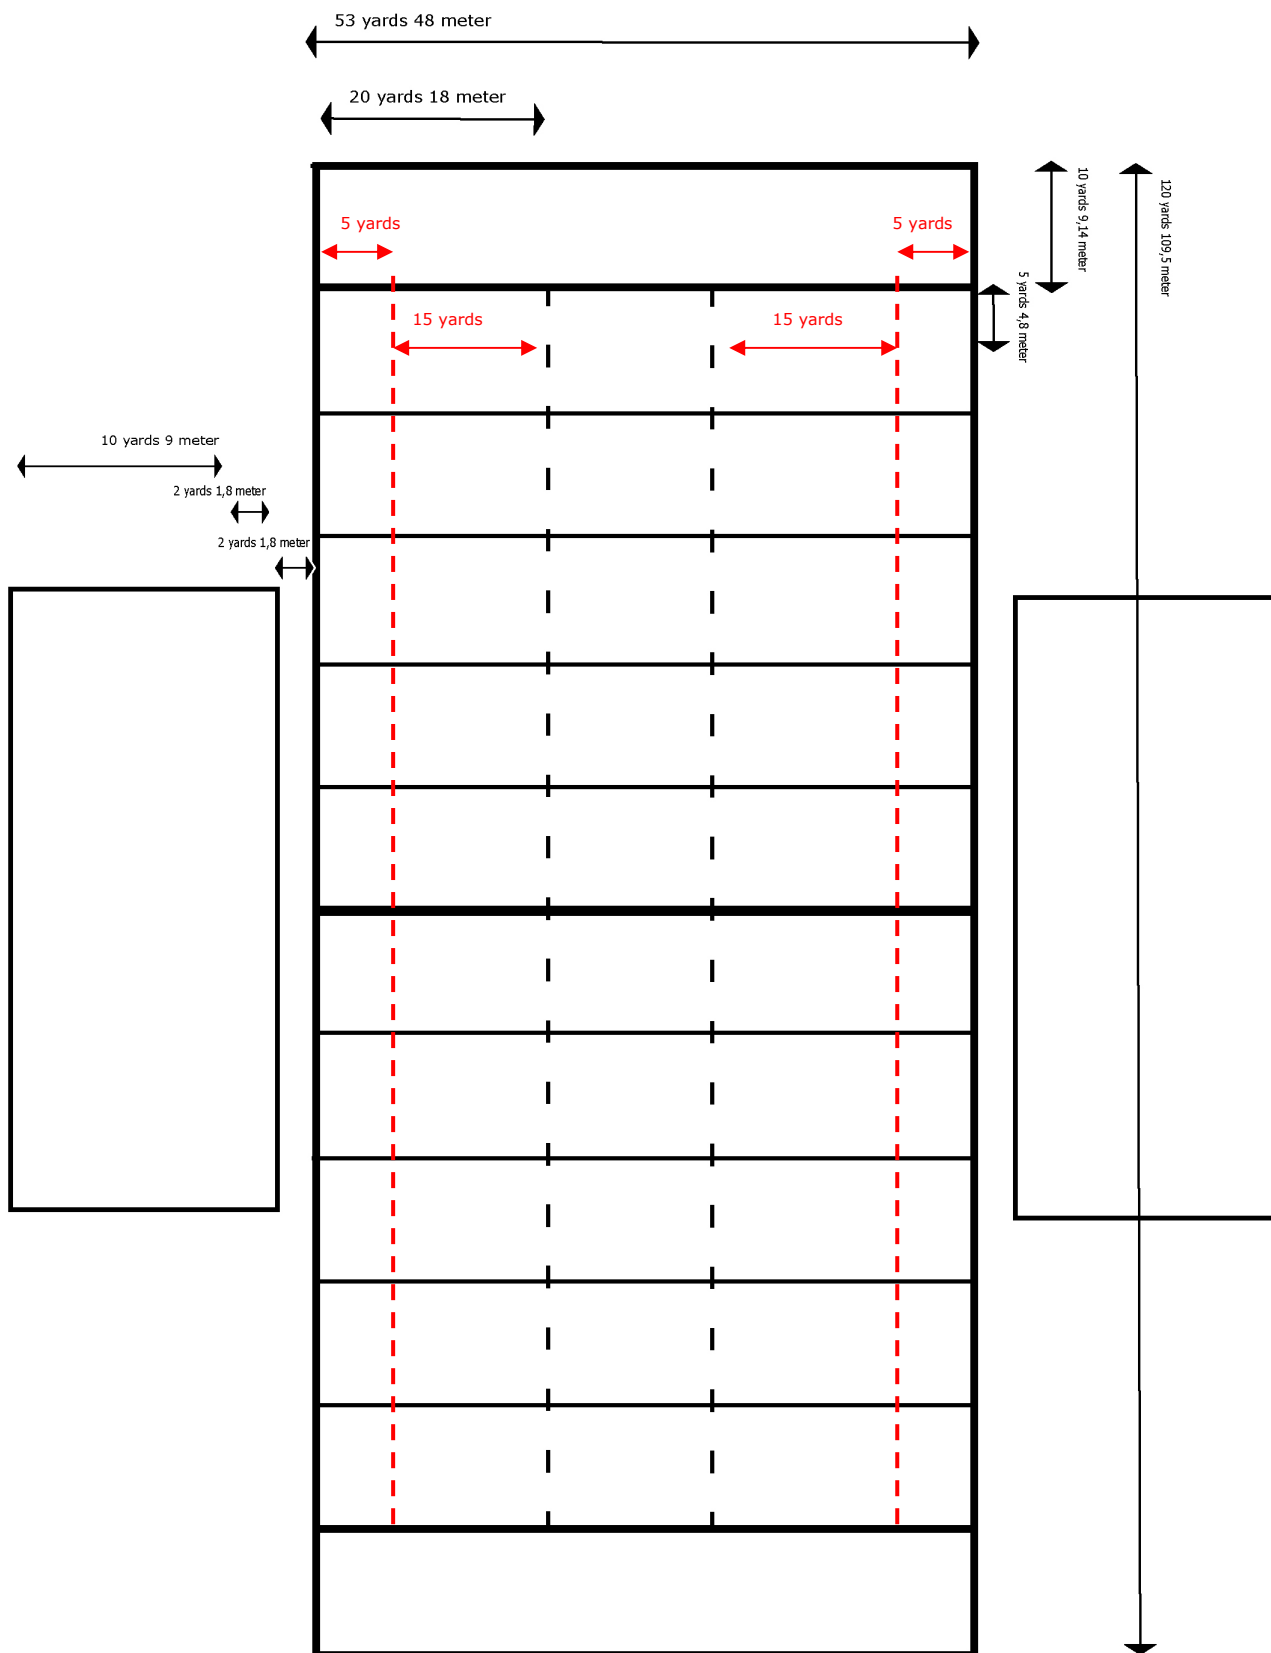 53 yards 48 meter
20 yards 18 meter
10 yards 9,14 meter
120 yards 109,5 meter
5 yards
5 yards
5 yards 4,8 meter
15 yards
15 yards
10 yards 9 meter
2 yards 1,8 meter
2 yards 1,8 meter